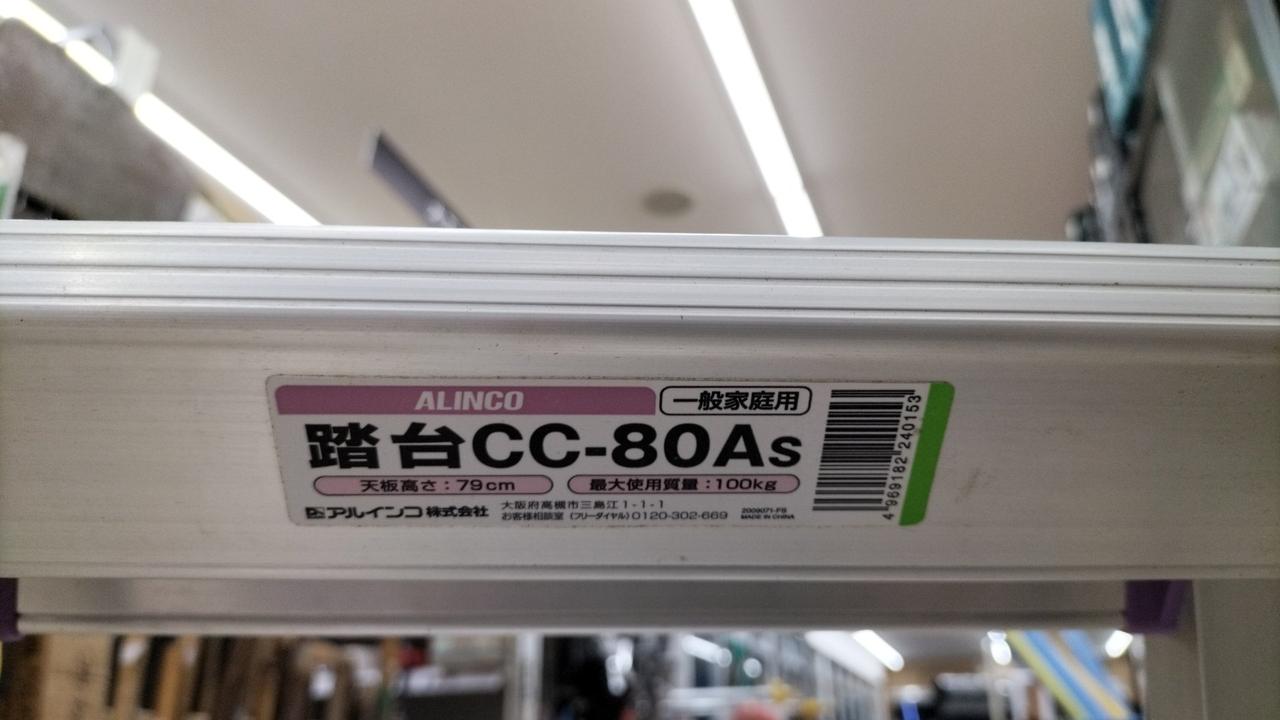 ALINCO 一般家庭用
踏台CC-80As
天板高さ：79cm 最大使用質量：100kg
アルインコ株式会社
大阪府高槻市三島江1-1-1
お客様相談室 (フリーダイヤル) 0120-302-669
2009071-FS
MADE IN CHINA
4 969182 240153